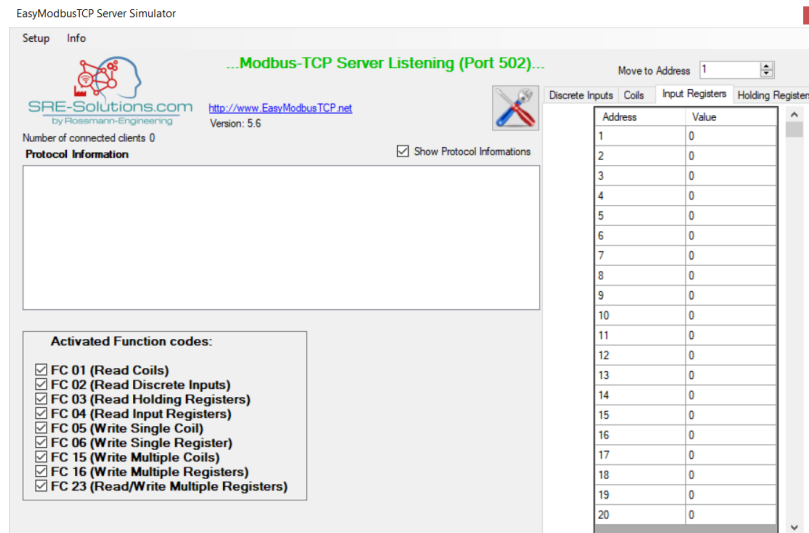 EasyModbusTCP Server Simulator
Setup Info
...Modbus-TCP Server Listening (Port 502)...
Move to Address 1
SRE-Solutions.com
by Rossmann-Engineering
http://www.EasyModbusTCP.net
Version: 5.6
Number of connected clients 0
Protocol Information
Show Protocol Informations
Discrete Inputs Coils Input Registers Holding Registers
Address Value
1 0
2 0
3 0
4 0
5 0
6 0
7 0
8 0
9 0
10 0
11 0
12 0
13 0
14 0
15 0
16 0
17 0
18 0
19 0
20 0
Activated Function codes:
FC 01 (Read Coils)
FC 02 (Read Discrete Inputs)
FC 03 (Read Holding Registers)
FC 04 (Read Input Registers)
FC 05 (Write Single Coil)
FC 06 (Write Single Register)
FC 15 (Write Multiple Coils)
FC 16 (Write Multiple Registers)
FC 23 (Read/Write Multiple Registers)